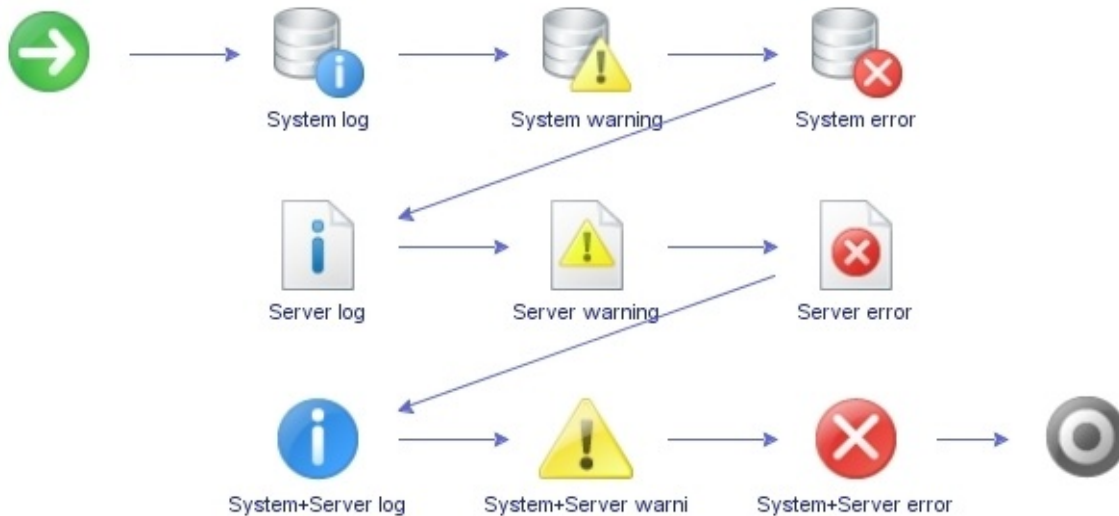 System log
System warning
System error
Server log
Server warning
Server error
System+Server log
System+Server warni
System+Server error